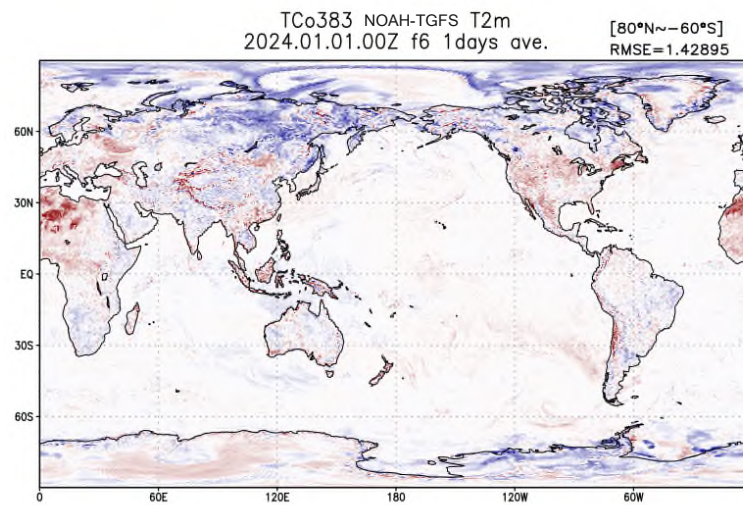 TCo383 NOAH-TGFS T2m
2024.01.01.00Z f6 1days ave.
[80°N~−60°S]
RMSE=1.42895
60N
30N
EQ
30S
60S
0 60E 120E 180 120W 60W 0